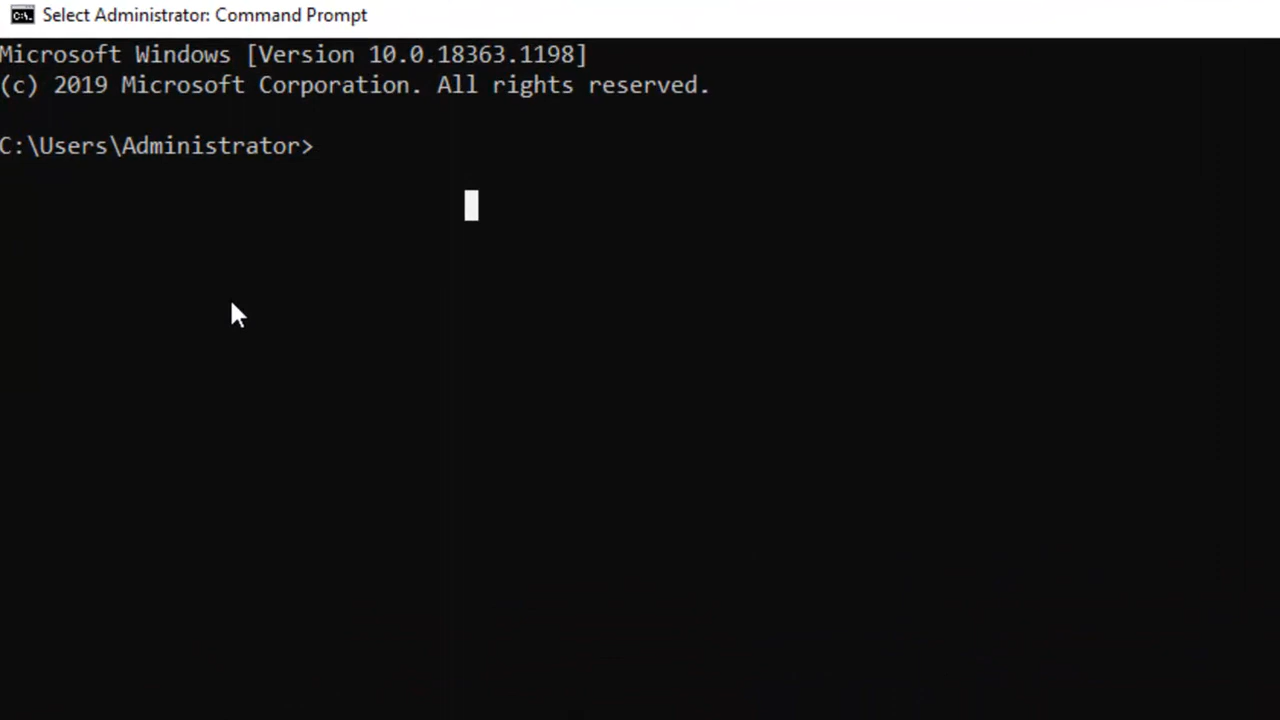 Select Administrator: Command Prompt
Microsoft Windows [Version 10.0.18363.1198]
(c) 2019 Microsoft Corporation. All rights reserved.
C:\Users\Administrator>